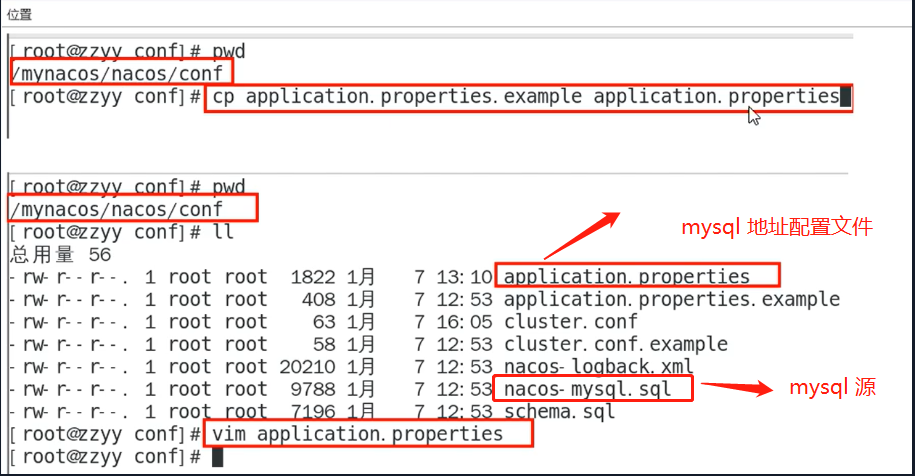 位置
[root@zzyy conf]# pwd
/mynacos/nacos/conf
[root@zzyy conf]# cp application.properties.example application.properties
[root@zzyy conf]# pwd
/mynacos/nacos/conf
[root@zzyy conf]# ll
总用量 56
-rw-r--r--. 1 root root  1822 1月   7 13:10 application.properties
-rw-r--r--. 1 root root   408 1月   7 12:53 application.properties.example
-rw-r--r--. 1 root root    63 1月   7 16:05 cluster.conf
-rw-r--r--. 1 root root    58 1月   7 12:53 cluster.conf.example
-rw-r--r--. 1 root root 20210 1月   7 12:53 nacos-logback.xml
-rw-r--r--. 1 root root  9788 1月   7 12:53 nacos-mysql.sql
-rw-r--r--. 1 root root  7196 1月   7 12:53 schema.sql
[root@zzyy conf]# vim application.properties
[root@zzyy conf]#
mysql 地址配置文件
mysql 源